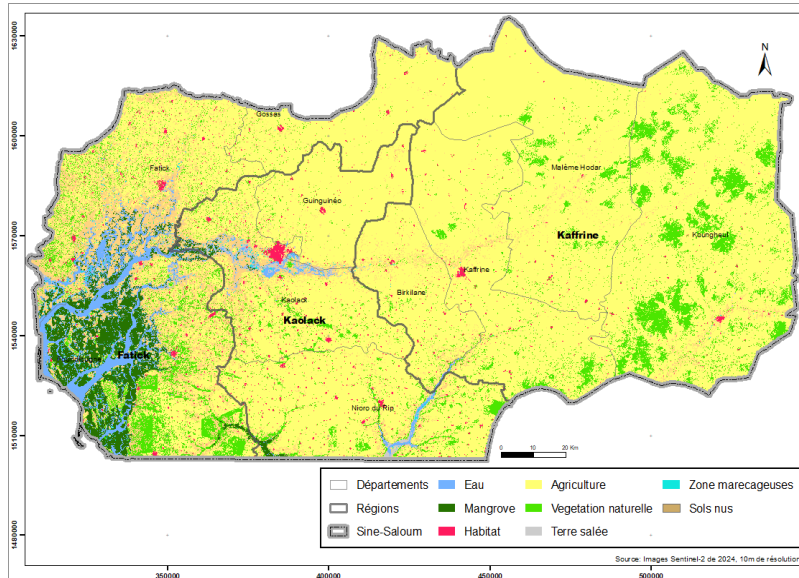 1630000
1600000
1570000
1540000
1510000
1480000
N
Gossas
Fatick
Malème Hodar
Guinguinéo
Kaffrine
Koungheul
Kaffrine
Birkilane
Kaolack
Kaolack
Fatick
Nioro du Rip
0 10 20 Km
Départements Eau Agriculture Zone marecageuses
Régions Mangrove Vegetation naturelle Sols nus
Sine-Saloum Habitat Terre salée
Source: Images Sentinel-2 de 2024, 10m de résolution
350000 400000 450000 500000